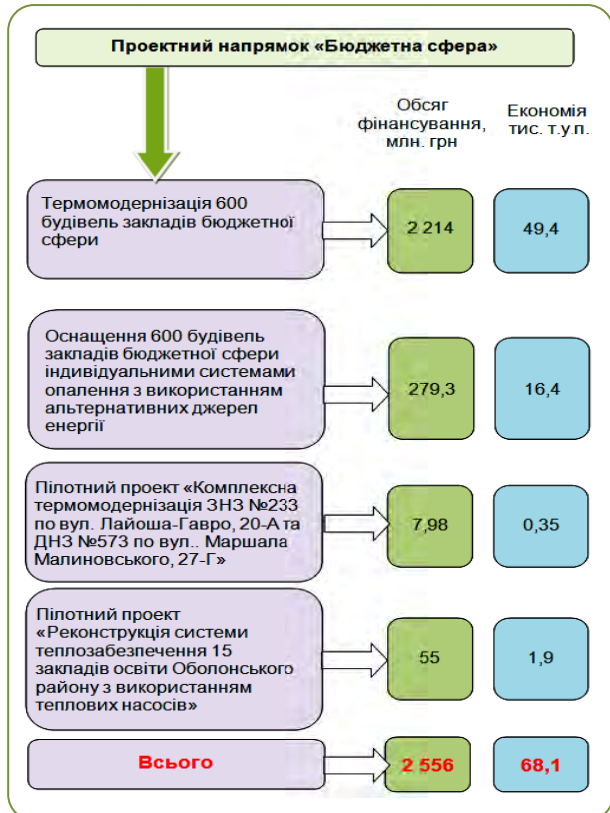 Проектний напрямок «Бюджетна сфера»
Обсяг
фінансування,
млн. грн
Економія
тис. т.у.п.
Термомодернізація 600
будівель закладів бюджетної
сфери
2 214
49,4
Оснащення 600 будівель
закладів бюджетної сфери
індивідуальними системами
опалення з використанням
альтернативних джерел
енергії
279,3
16,4
Пілотний проект «Комплексна
термомодернізація ЗНЗ №233
по вул. Лайоша-Гавро, 20-А та
ДНЗ №573 по вул.. Маршала
Малиновського, 27-Г»
7,98
0,35
Пілотний проект
«Реконструкція системи
теплозабезпечення 15
закладів освіти Оболонського
району з використанням
теплових насосів»
55
1,9
Всього
2 556
68,1